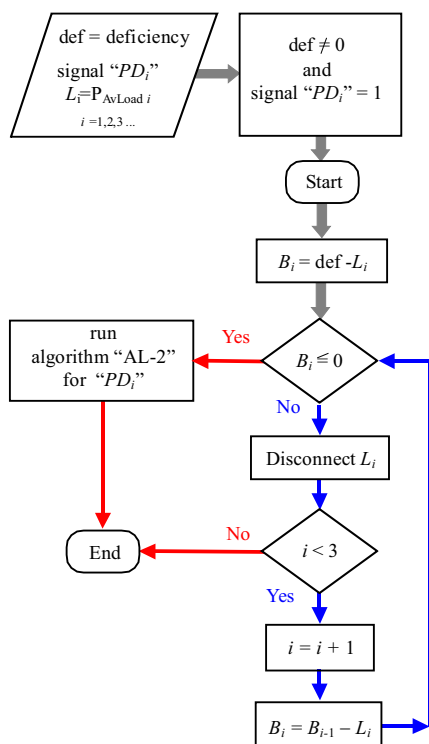 def = deficiency
signal “PDᵢ”
Lᵢ=P_AvLoad i
i =1,2,3 ...
def ≠ 0
and
signal “PDᵢ” = 1
Start
Bᵢ = def -Lᵢ
run
algorithm “AL-2”
for “PDᵢ”
Yes
Bᵢ ≦ 0
No
Disconnect Lᵢ
No
End
i < 3
Yes
i = i + 1
Bᵢ = Bᵢ₋₁ – Lᵢ